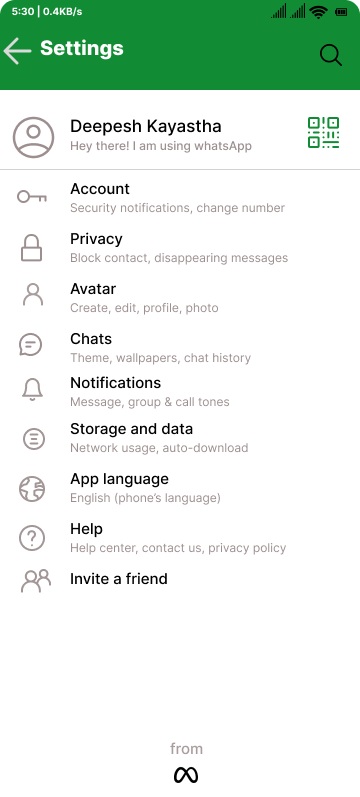 5:30 | 0.4KB/s
Settings
Deepesh Kayastha
Hey there! I am using whatsApp
Account
Security notifications, change number
Privacy
Block contact, disappearing messages
Avatar
Create, edit, profile, photo
Chats
Theme, wallpapers, chat history
Notifications
Message, group & call tones
Storage and data
Network usage, auto-download
App language
English (phone's language)
Help
Help center, contact us, privacy policy
Invite a friend
from